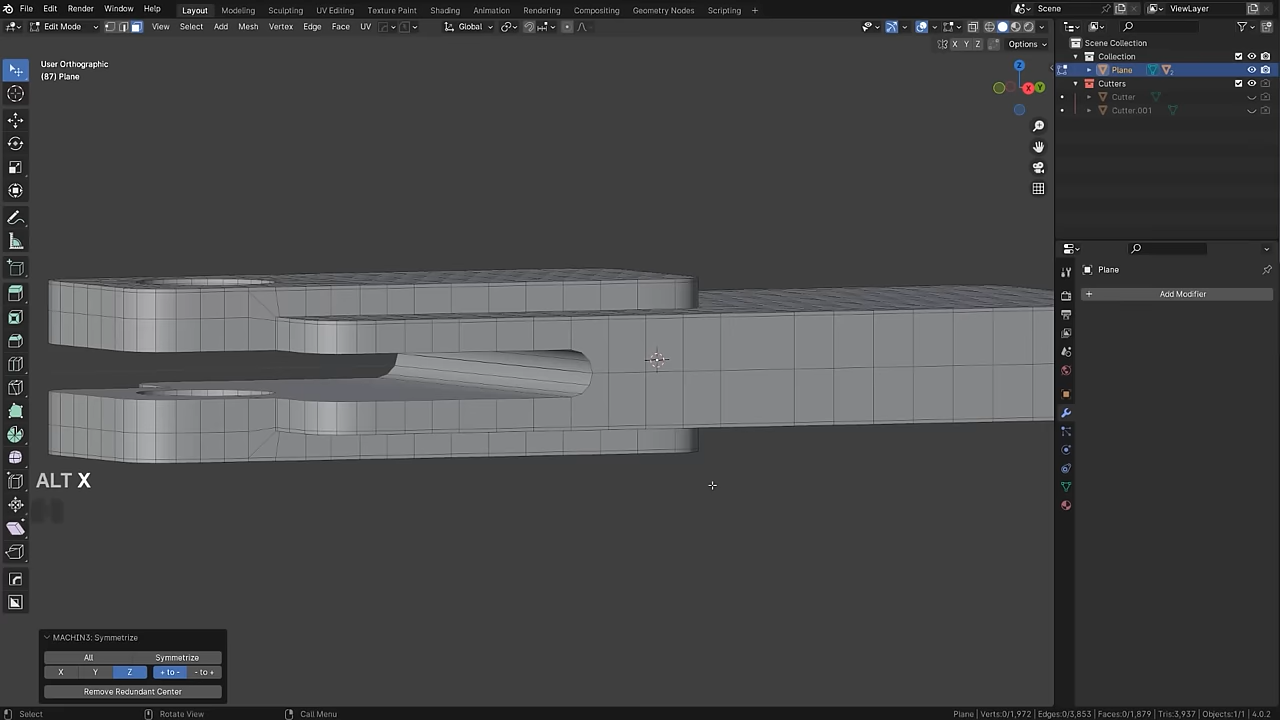 File Edit Render Window Help Layout Modeling Sculpting UV Editing Texture Paint Shading Animation Rendering Compositing Geometry Nodes Scripting + Scene ViewLayer
Edit Mode View Select Add Mesh Vertex Edge Face UV Global
X Y Z Options
User Orthographic
(87) Plane
Z
X Y
Scene Collection
Collection
Plane 2
Cutters
Cutter
Cutter.001
Plane
+ Add Modifier
ALT X
MACHIN3: Symmetrize
All Symmetrize
X Y Z + to - - to +
Remove Redundant Center
Select Rotate View Call Menu Plane | Verts:0/1,972 | Edges:0/3,853 | Faces:0/1,879 | Tris:3,937 | Objects:1/1 | 4.0.2